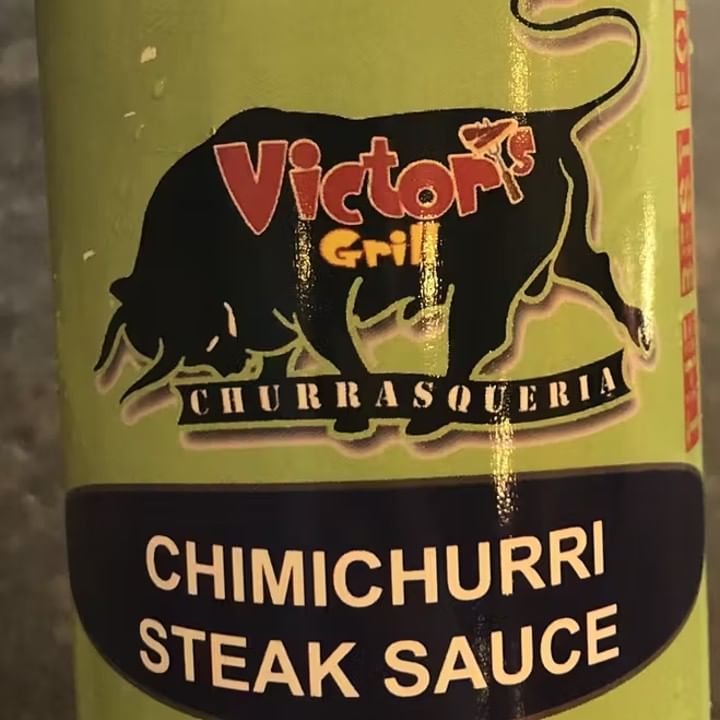 Victor's
Grill
CHURRASQUERIA
CHIMICHURRI
STEAK SAUCE